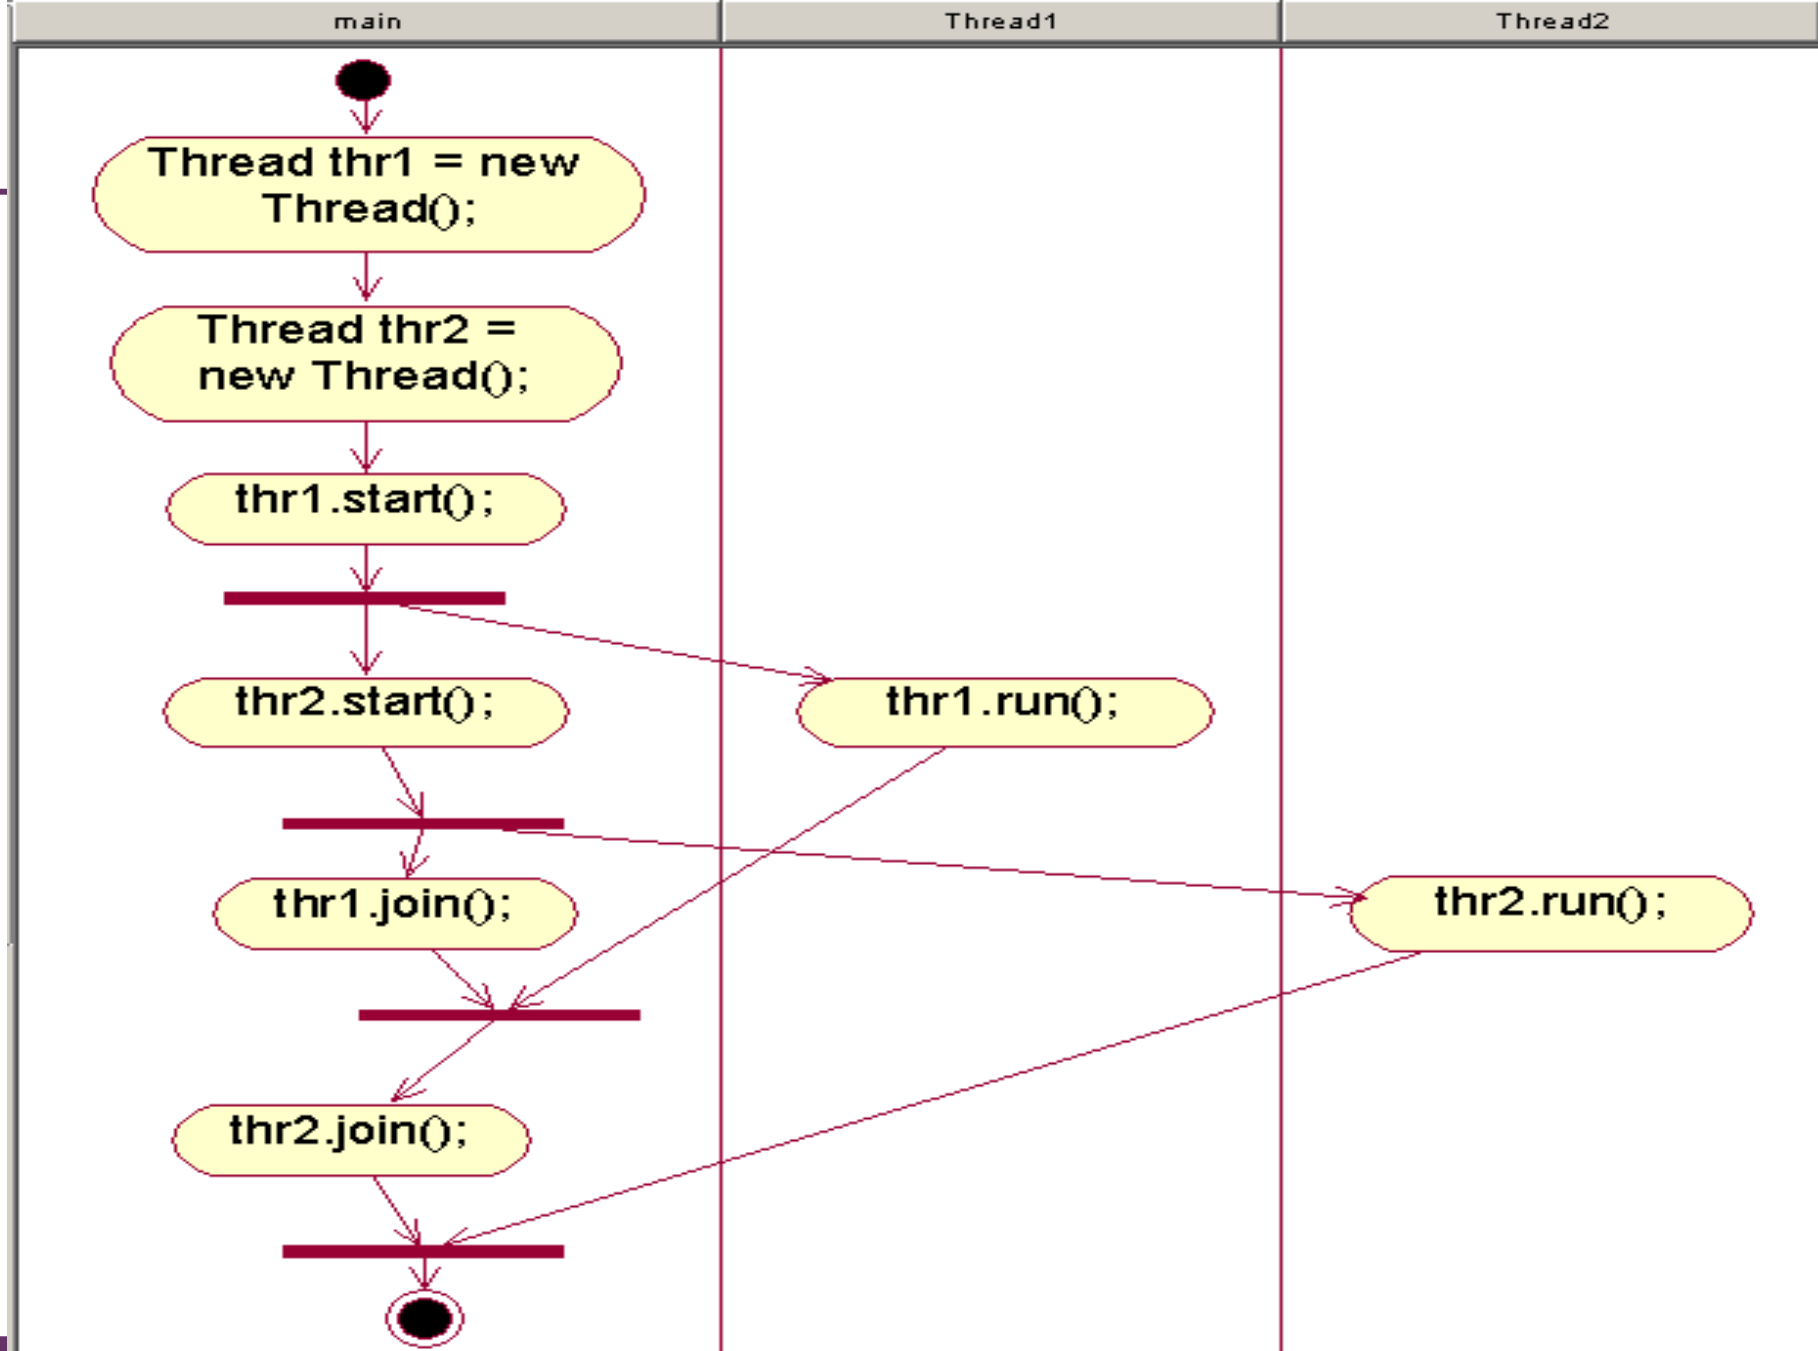 main
Thread1
Thread2
Thread thr1 = new
Thread();
Thread thr2 =
new Thread();
thr1.start();
thr2.start();
thr1.run();
thr1.join();
thr2.run();
thr2.join();